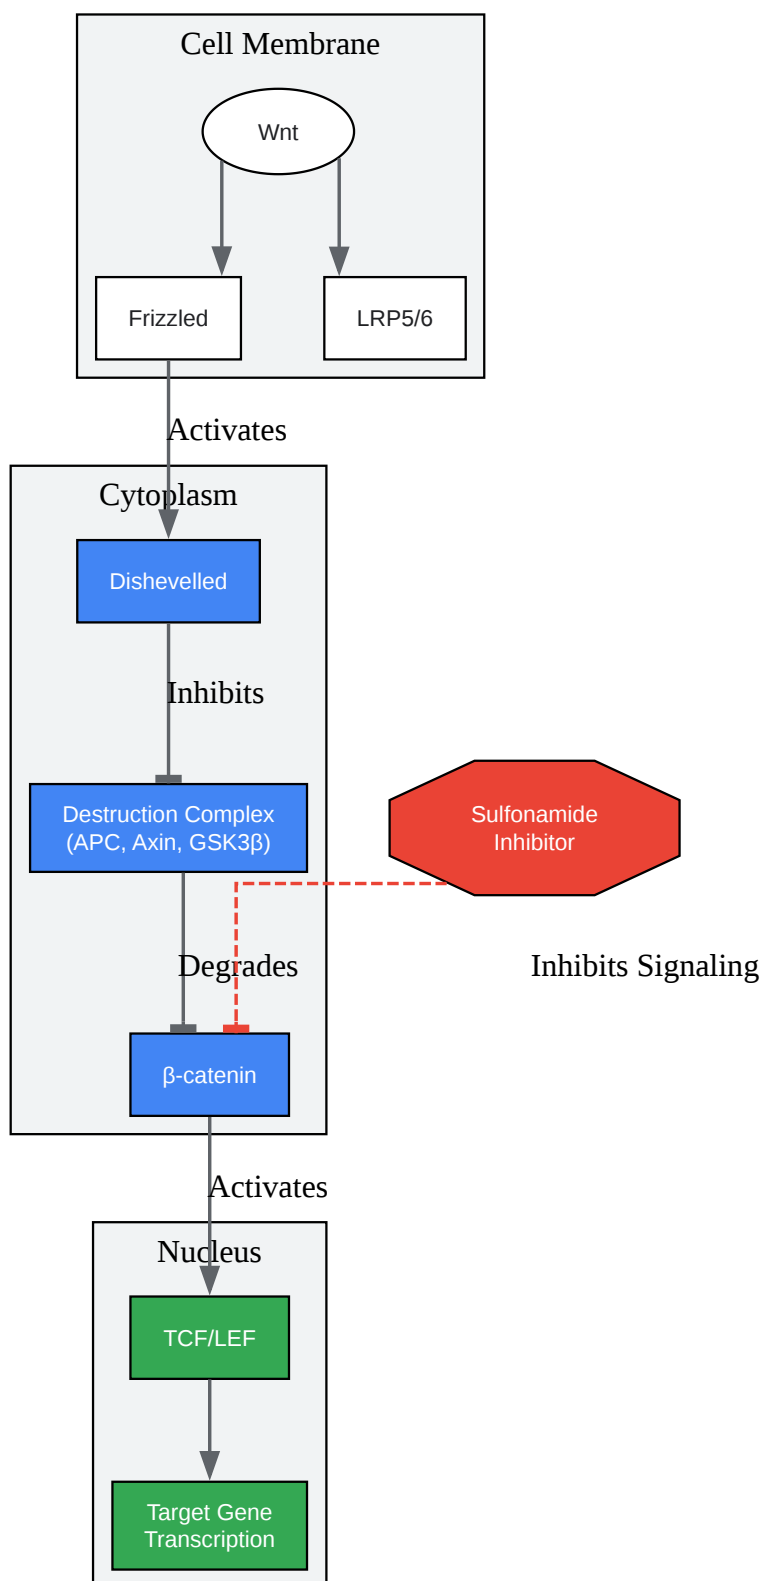 Cell Membrane
Wnt
Frizzled
LRP5/6
Activates
Cytoplasm
Dishevelled
Inhibits
Destruction Complex
(APC, Axin, GSK3β)
Sulfonamide
Inhibitor
Degrades
Inhibits Signaling
β-catenin
Activates
Nucleus
TCF/LEF
Target Gene
Transcription